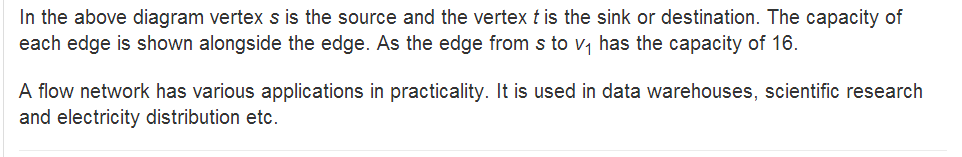 In the above diagram vertex s is the source and the vertex t is the sink or destination. The capacity of
each edge is shown alongside the edge. As the edge from s to v₁ has the capacity of 16.
A flow network has various applications in practicality. It is used in data warehouses, scientific research
and electricity distribution etc.